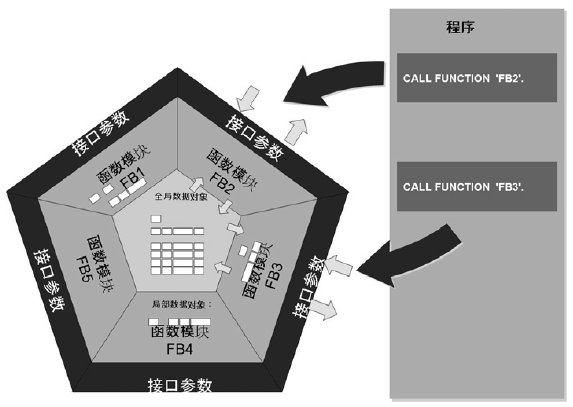 程序
CALL FUNCTION 'FB2'.
CALL FUNCTION 'FB3'.
接口参数
接口参数
函数模块
FB1
函数模块
FB2
全局数据对象
接口参数
函数模块
FB5
函数模块
FB3
接口参数
局部数据对象：
函数模块
FB4
接口参数